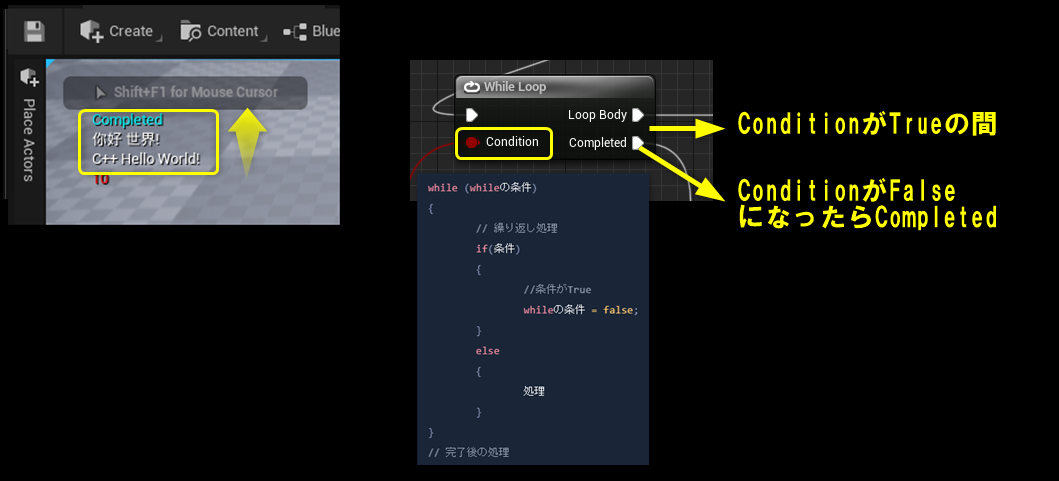 Create
Content
Blue
Place Actors
Shift+F1 for Mouse Cursor
Completed
你好 世界!
C++ Hello World!
10
While Loop
Loop Body
Condition
Completed
ConditionがTrueの間
ConditionがFalse
になったらCompleted
while (whileの条件)
{
// 繰り返し処理
if(条件)
{
//条件がTrue
whileの条件 = false;
}
else
{
処理
}
}
// 完了後の処理